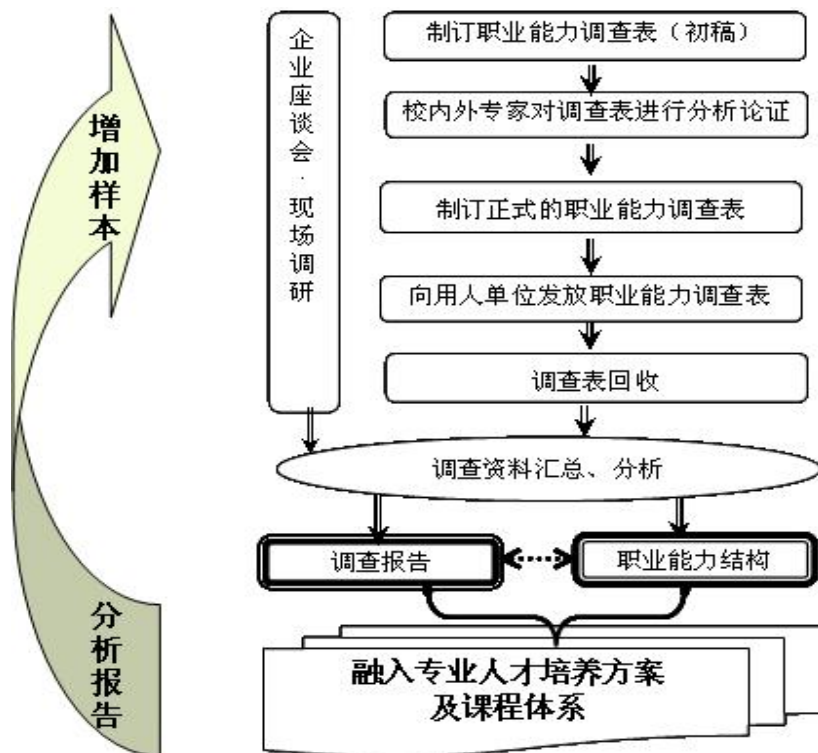 增加样本
分析报告
企业座谈会·现场调研
制订职业能力调查表（初稿）
校内外专家对调查表进行分析论证
制订正式的职业能力调查表
向用人单位发放职业能力调查表
调查表回收
调查资料汇总、分析
调查报告
职业能力结构
融入专业人才培养方案
及课程体系